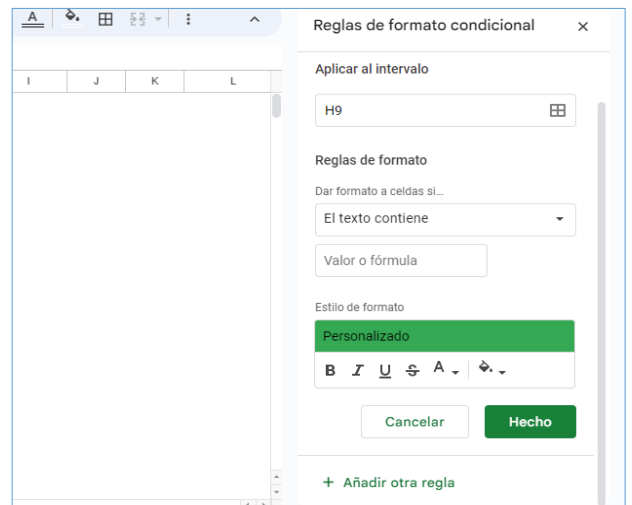 Reglas de formato condicional
I J K L
Aplicar al intervalo
H9
Reglas de formato
Dar formato a celdas si…
El texto contiene
Valor o fórmula
Estilo de formato
Personalizado
B I U S A
Cancelar Hecho
+ Añadir otra regla